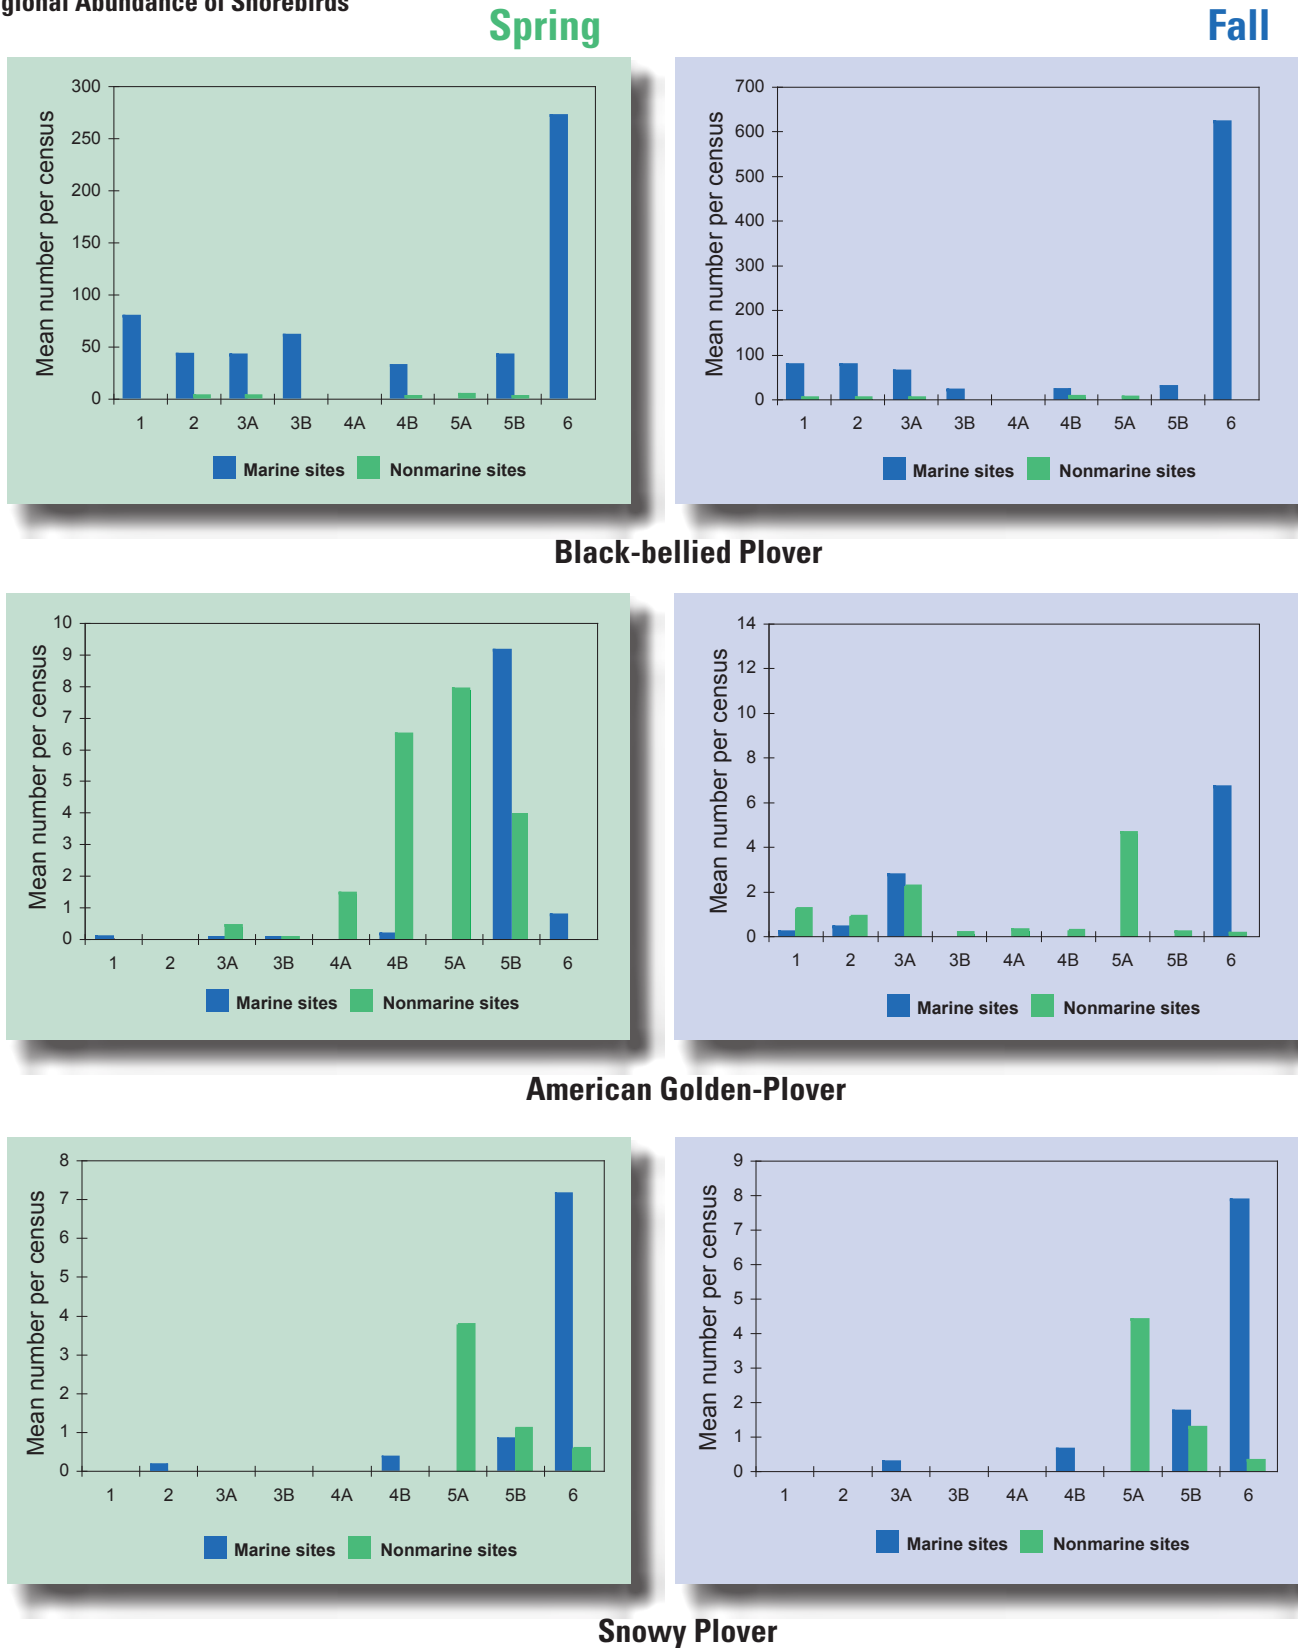 gional Abundance of Shorebirds
Spring
Fall
Mean number per census
300
250
200
150
100
50
0
1 2 3A 3B 4A 4B 5A 5B 6
Marine sites Nonmarine sites
Mean number per census
700
600
500
400
300
200
100
0
1 2 3A 3B 4A 4B 5A 5B 6
Marine sites Nonmarine sites
Black-bellied Plover
Mean number per census
10
9
8
7
6
5
4
3
2
1
0
1 2 3A 3B 4A 4B 5A 5B 6
Marine sites Nonmarine sites
Mean number per census
14
12
10
8
6
4
2
0
1 2 3A 3B 4A 4B 5A 5B 6
Marine sites Nonmarine sites
American Golden-Plover
Mean number per census
8
7
6
5
4
3
2
1
0
1 2 3A 3B 4A 4B 5A 5B 6
Marine sites Nonmarine sites
Mean number per census
9
8
7
6
5
4
3
2
1
0
1 2 3A 3B 4A 4B 5A 5B 6
Marine sites Nonmarine sites
Snowy Plover